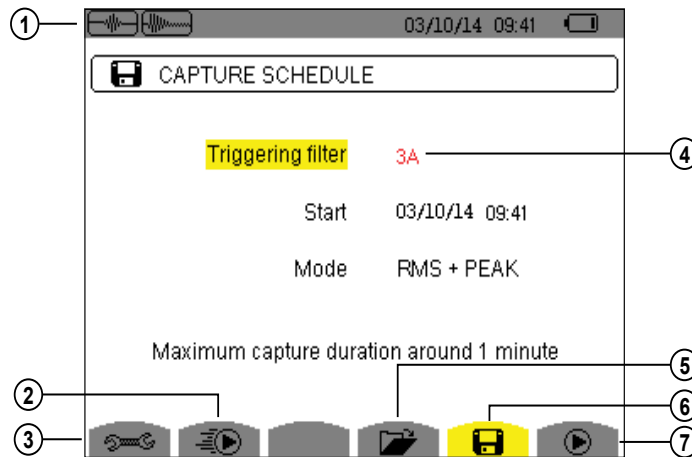 1
03/10/14 09:41
CAPTURE SCHEDULE
Triggering filter 3A
4
Start 03/10/14 09:41
Mode RMS + PEAK
Maximum capture duration around 1 minute
5
2
6
3
7